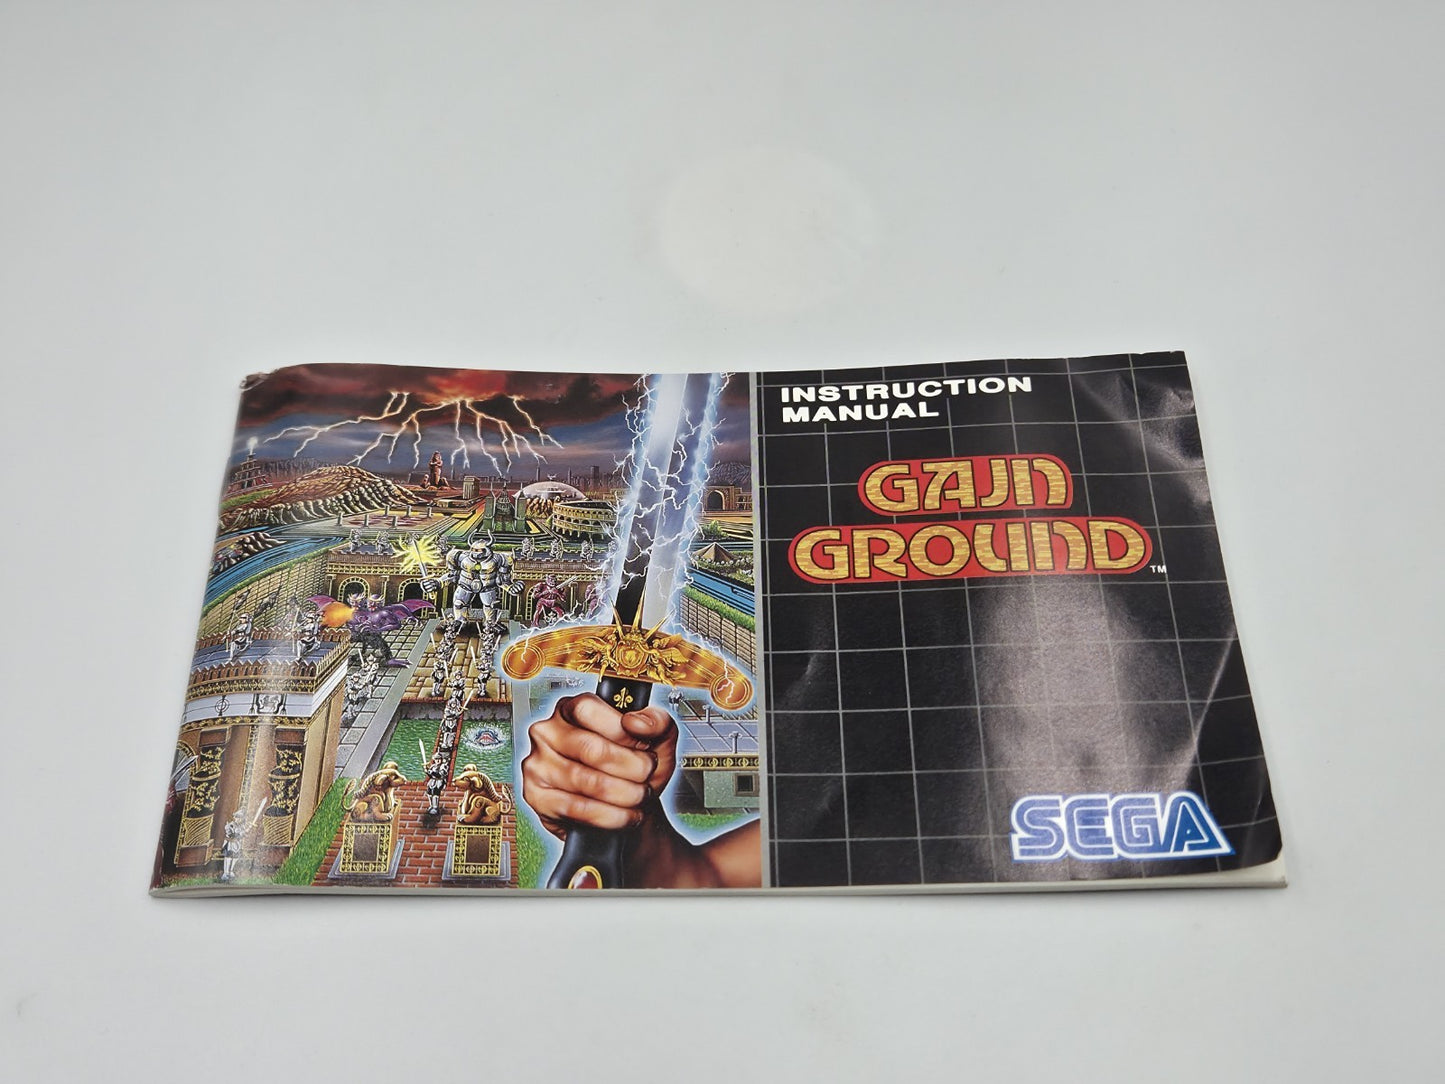 INSTRUCTION
MANUAL
GAIN
GROUND
TM
SEGA